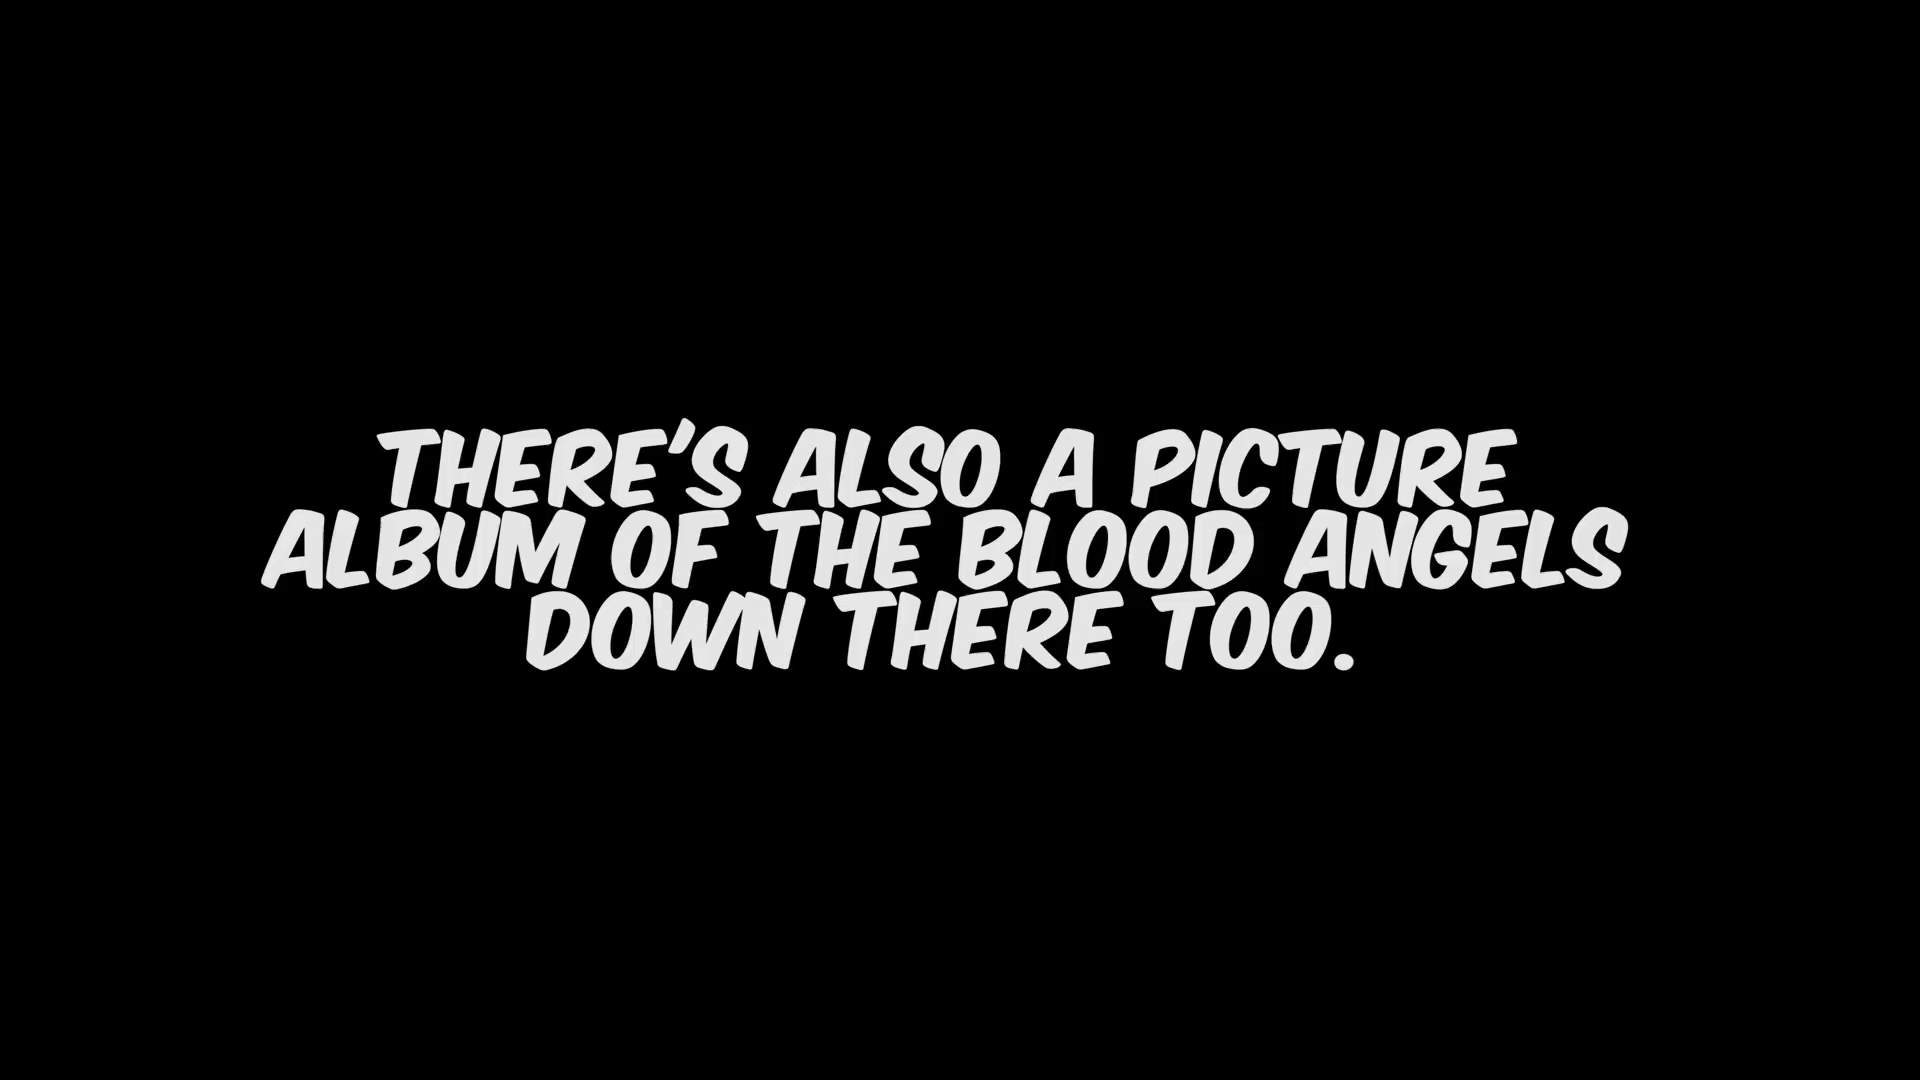 THERE'S ALSO A PICTURE
ALBUM OF THE BLOOD ANGELS
DOWN THERE TOO.